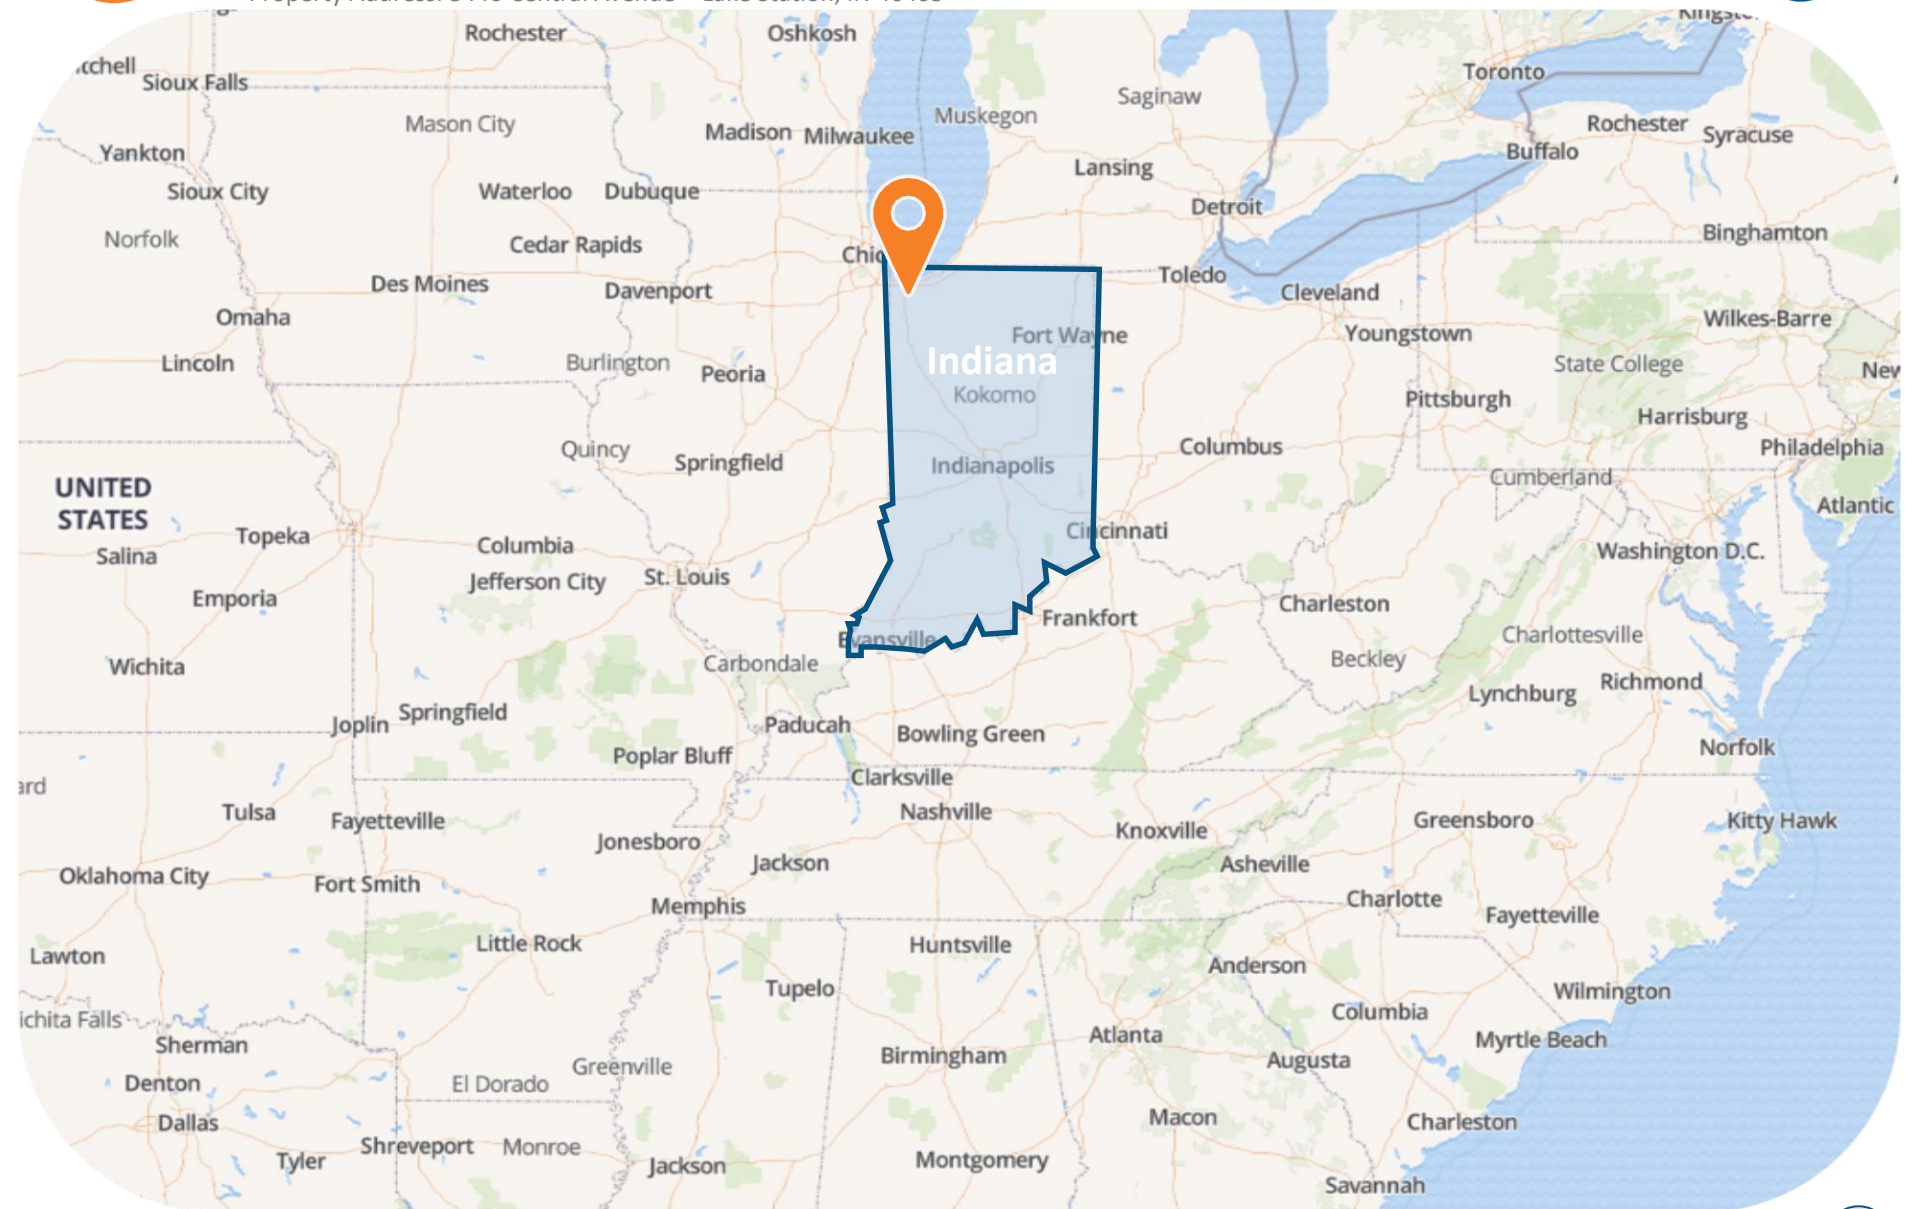 Rochester
Oshkosh
Sioux Falls
Toronto
Saginaw
Mason City
Muskegon
Madison
Milwaukee
Rochester
Syracuse
Yankton
Buffalo
Lansing
Sioux City
Waterloo
Dubuque
Detroit
Norfolk
Cedar Rapids
Binghamton
Chic
Des Moines
Davenport
Toledo
Cleveland
Omaha
Wilkes-Barre
Fort Wayne
Youngstown
Lincoln
Burlington
Indiana
State College
Peoria
New
Kokomo
Pittsburgh
Harrisburg
Quincy
Springfield
Indianapolis
Columbus
Philadelphia
Cumberland
UNITED
STATES
Atlantic
Topeka
Cincinnati
Salina
Columbia
Washington D.C.
Jefferson City
St. Louis
Emporia
Charleston
Frankfort
Evansville
Charlottesville
Wichita
Carbondale
Beckley
Lynchburg
Richmond
Joplin
Springfield
Paducah
Bowling Green
Poplar Bluff
Norfolk
Clarksville
ard
Tulsa
Fayetteville
Nashville
Knoxville
Greensboro
Kitty Hawk
Jonesboro
Jackson
Asheville
Oklahoma City
Fort Smith
Memphis
Charlotte
Fayetteville
Little Rock
Huntsville
Lawton
Anderson
Tupelo
Wilmington
ichita Falls
Columbia
Sherman
Atlanta
Myrtle Beach
Birmingham
Augusta
Greenville
Denton
El Dorado
Dallas
Macon
Charleston
Shreveport
Monroe
Tyler
Jackson
Montgomery
Savannah